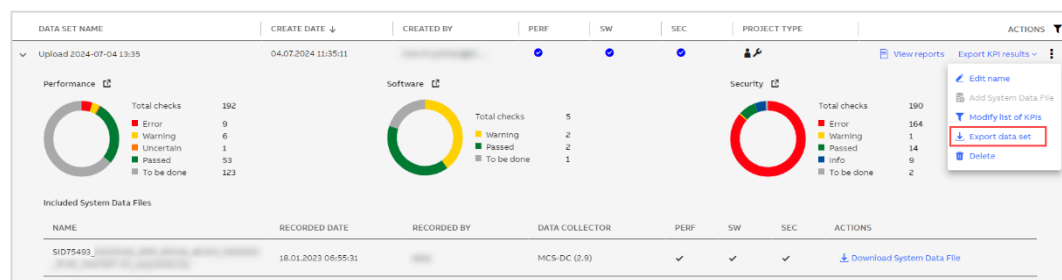 DATA SET NAME CREATE DATE ↓ CREATED BY PERF SW SEC PROJECT TYPE ACTIONS
Upload 2024-07-04 13:35 04.07.2024 11:35:11 View reports Export KPI results
Edit name
Add System Data File
Modify list of KPIs
Export data set
Delete
Performance
Total checks 192
Error 9
Warning 6
Uncertain 1
Passed 53
To be done 123
Software
Total checks 5
Warning 2
Passed 2
To be done 1
Security
Total checks 190
Error 164
Warning 1
Passed 14
Info 9
To be done 2
Included System Data Files
NAME RECORDED DATE RECORDED BY DATA COLLECTOR PERF SW SEC ACTIONS
SID75493_ 18.01.2023 06:55:31 MCS-DC (2.9) Download System Data File